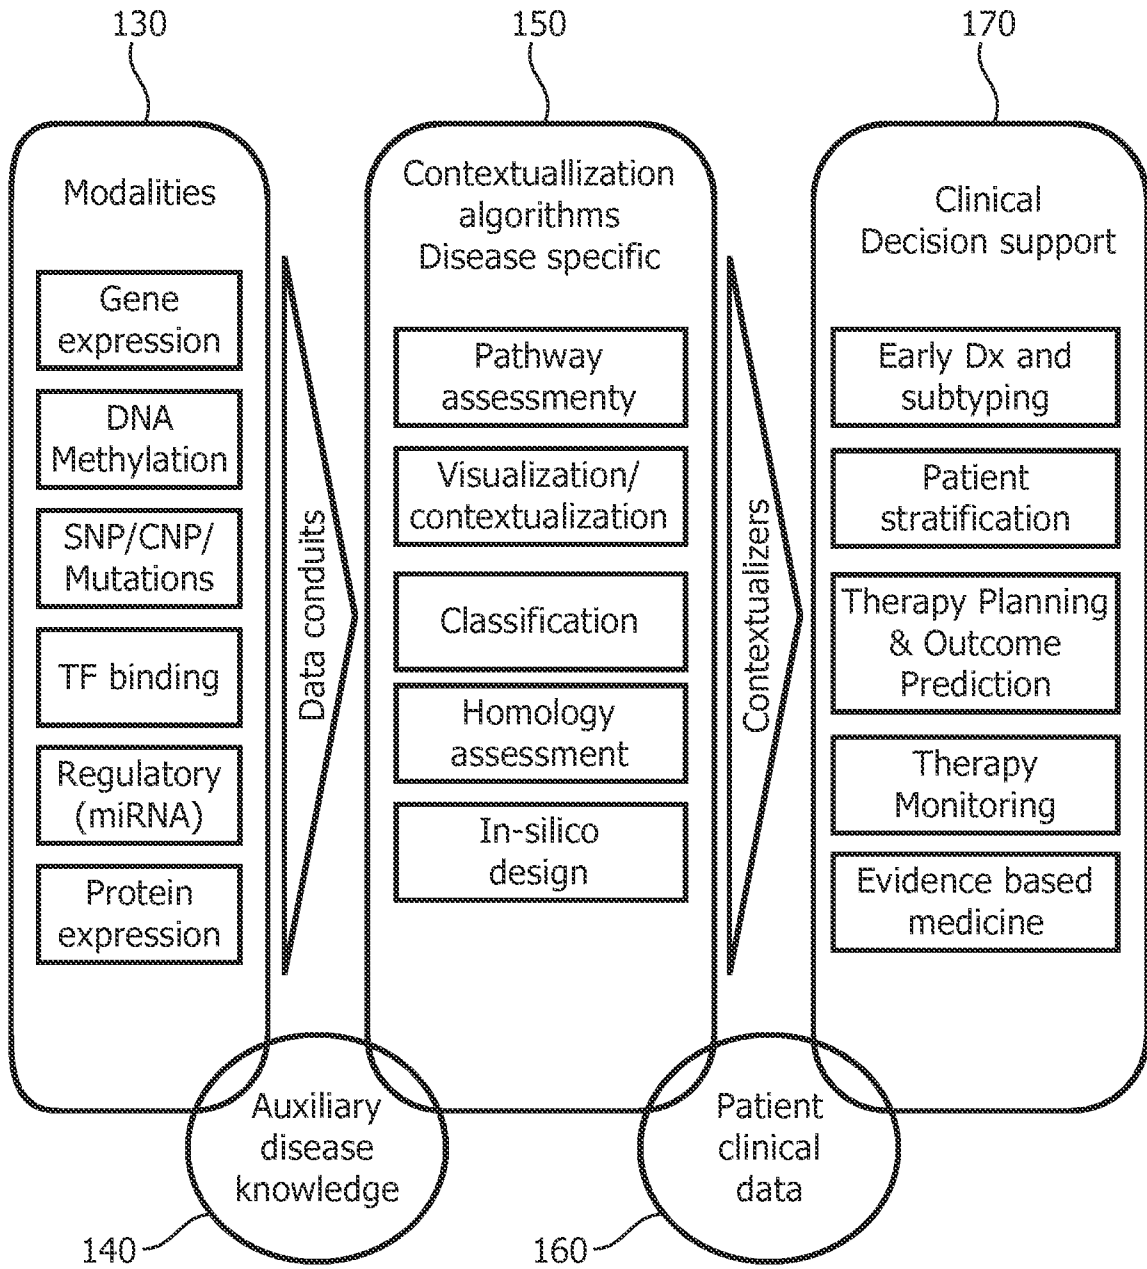 130
150
170
Modalities
Gene
expression
DNA
Methylation
SNP/CNP/
Mutations
TF binding
Regulatory
(miRNA)
Protein
expression
Data conduits
Contextuallization
algorithms
Disease specific
Pathway
assessmenty
Visualization/
contextualization
Classification
Homology
assessment
In-silico
design
Contextualizers
Clinical
Decision support
Early Dx and
subtyping
Patient
stratification
Therapy Planning
& Outcome
Prediction
Therapy
Monitoring
Evidence based
medicine
Auxiliary
disease
knowledge
140
Patient
clinical
data
160